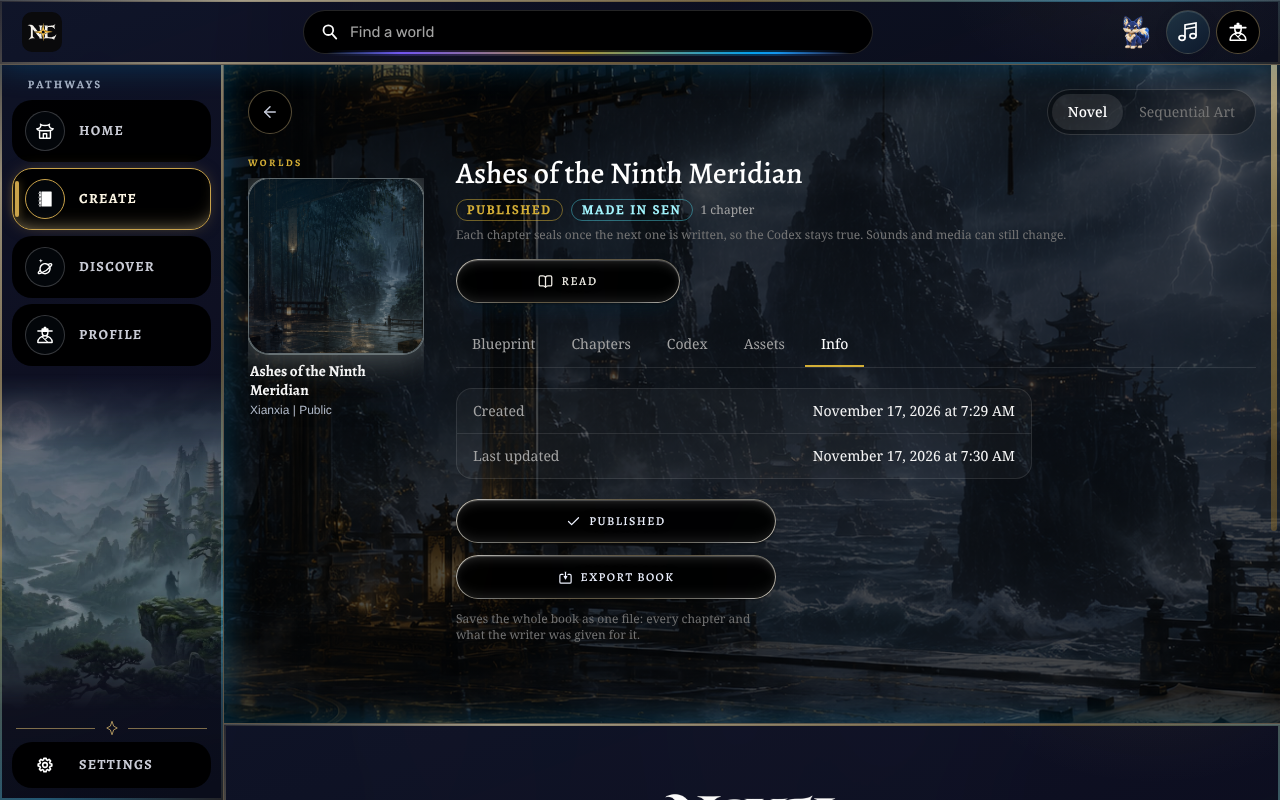 NE
Find a world
PATHWAYS
HOME
CREATE
DISCOVER
PROFILE
SETTINGS
Novel
Sequential Art
WORLDS
Ashes of the Ninth
Meridian
Xianxia | Public
Ashes of the Ninth Meridian
PUBLISHED
MADE IN SEN
1 chapter
Each chapter seals once the next one is written, so the Codex stays true. Sounds and media can still change.
READ
Blueprint
Chapters
Codex
Assets
Info
Created
November 17, 2026 at 7:29 AM
Last updated
November 17, 2026 at 7:30 AM
PUBLISHED
EXPORT BOOK
Saves the whole book as one file: every chapter and
what the writer was given for it.